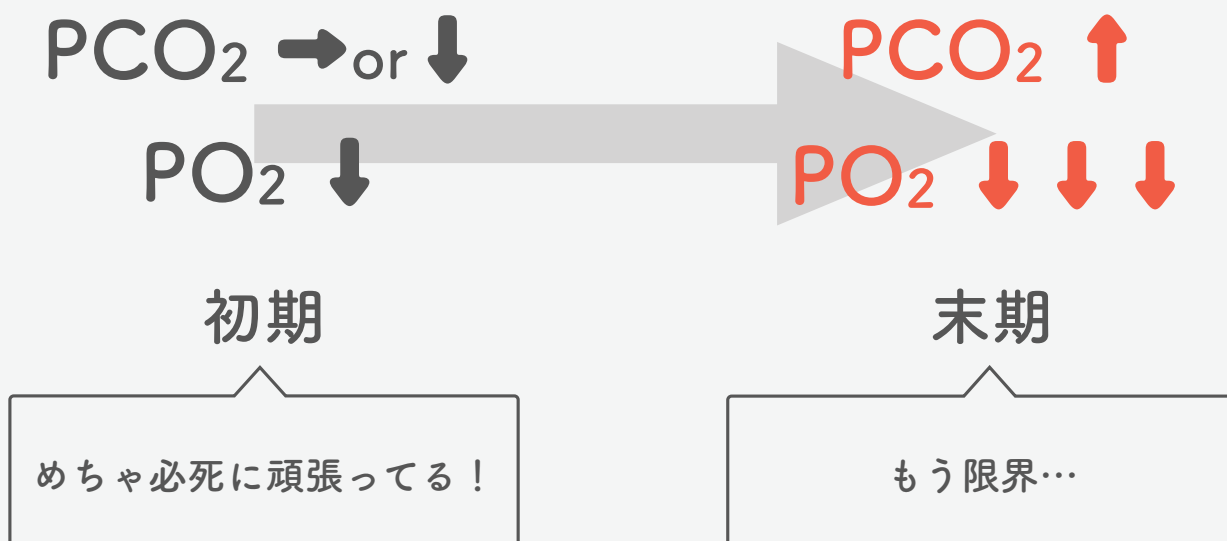 PCO₂ ➡or⬇
PCO₂ ⬆
PO₂ ⬇
PO₂ ⬇⬇⬇
初期
末期
めちゃ必死に頑張ってる！
もう限界…